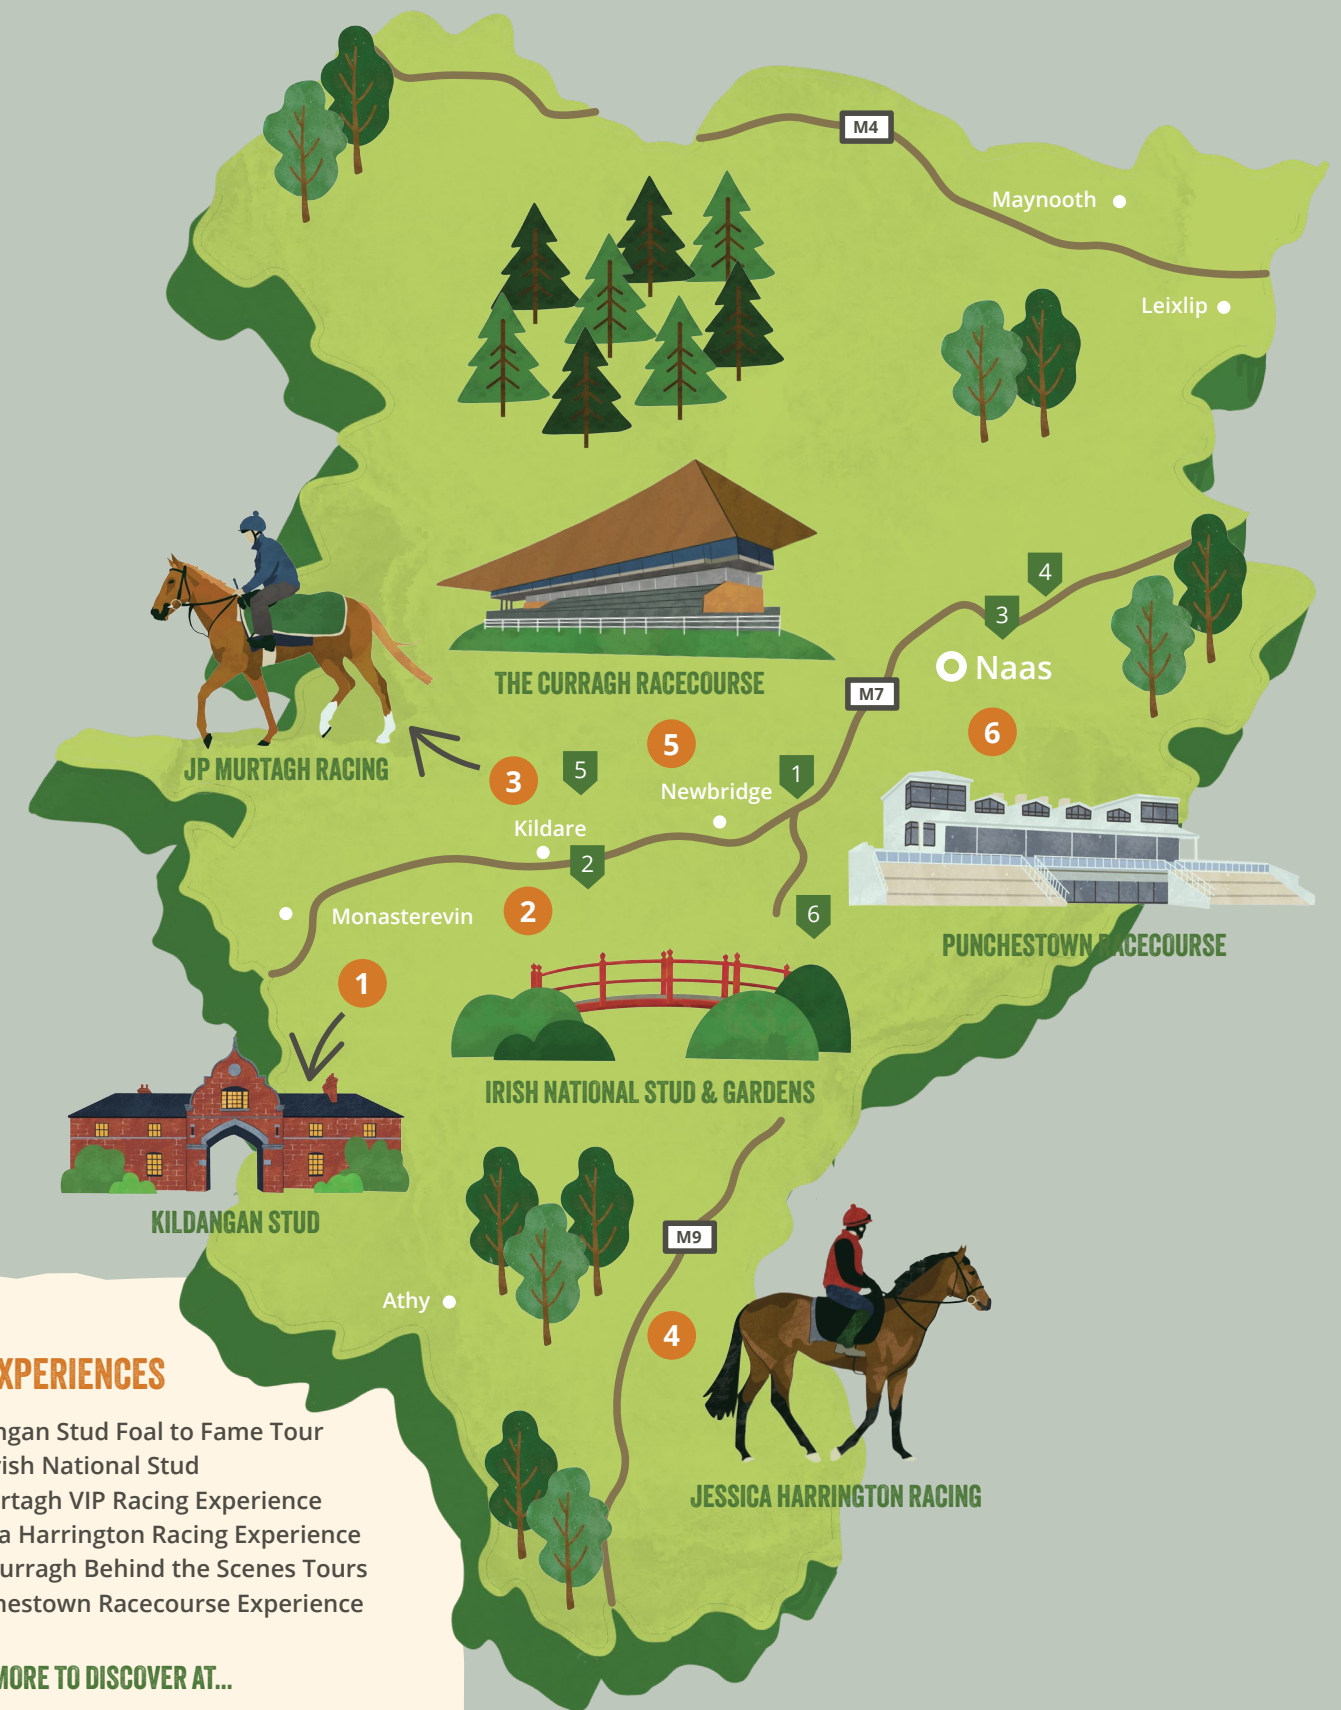 M4
Maynooth
Leixlip
4
3
Naas
THE CURRAGH RACECOURSE
M7
5
6
JP MURTAGH RACING
3
5
Newbridge
1
Kildare
2
Monasterevin
2
6
PUNCHESTOWN RACECOURSE
1
IRISH NATIONAL STUD & GARDENS
KILDANGAN STUD
M9
Athy
4
JESSICA HARRINGTON RACING
XPERIENCES
ngan Stud Foal to Fame Tour
rish National Stud
rtagh VIP Racing Experience
a Harrington Racing Experience
urragh Behind the Scenes Tours
hestown Racecourse Experience
MORE TO DISCOVER AT...